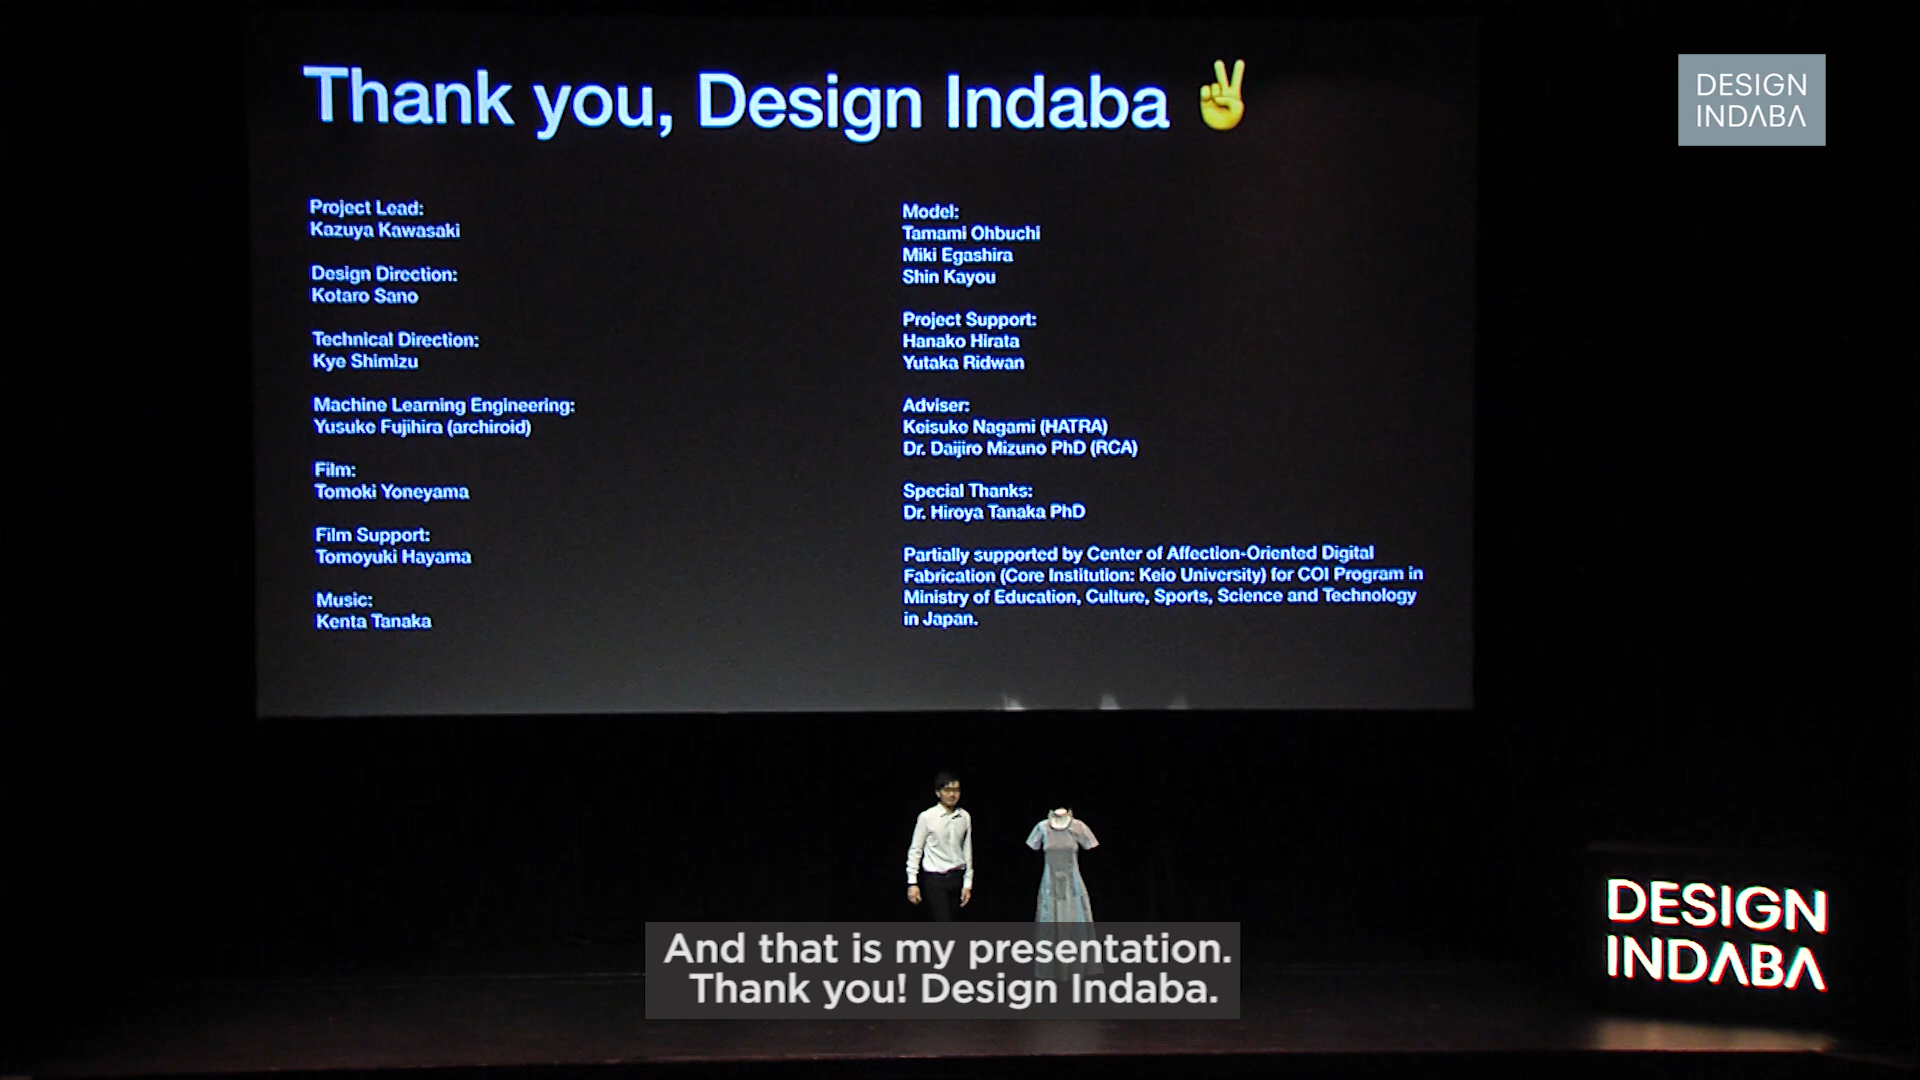 Thank you, Design Indaba ✌
Project Lead:
Kazuya Kawasaki
Design Direction:
Kotaro Sano
Technical Direction:
Kye Shimizu
Machine Learning Engineering:
Yusuke Fujihira (archiroid)
Film:
Tomoki Yoneyama
Film Support:
Tomoyuki Hayama
Music:
Kenta Tanaka
Model:
Tamami Ohbuchi
Miki Egashira
Shin Kayou
Project Support:
Hanako Hirata
Yutaka Ridwan
Adviser:
Keisuke Nagami (HATRA)
Dr. Daijiro Mizuno PhD (RCA)
Special Thanks:
Dr. Hiroya Tanaka PhD
Partially supported by Center of Affection-Oriented Digital
Fabrication (Core Institution: Keio University) for COI Program in
Ministry of Education, Culture, Sports, Science and Technology
in Japan.
DESIGN
INDABA
And that is my presentation.
Thank you! Design Indaba.
DESIGN
INDABA